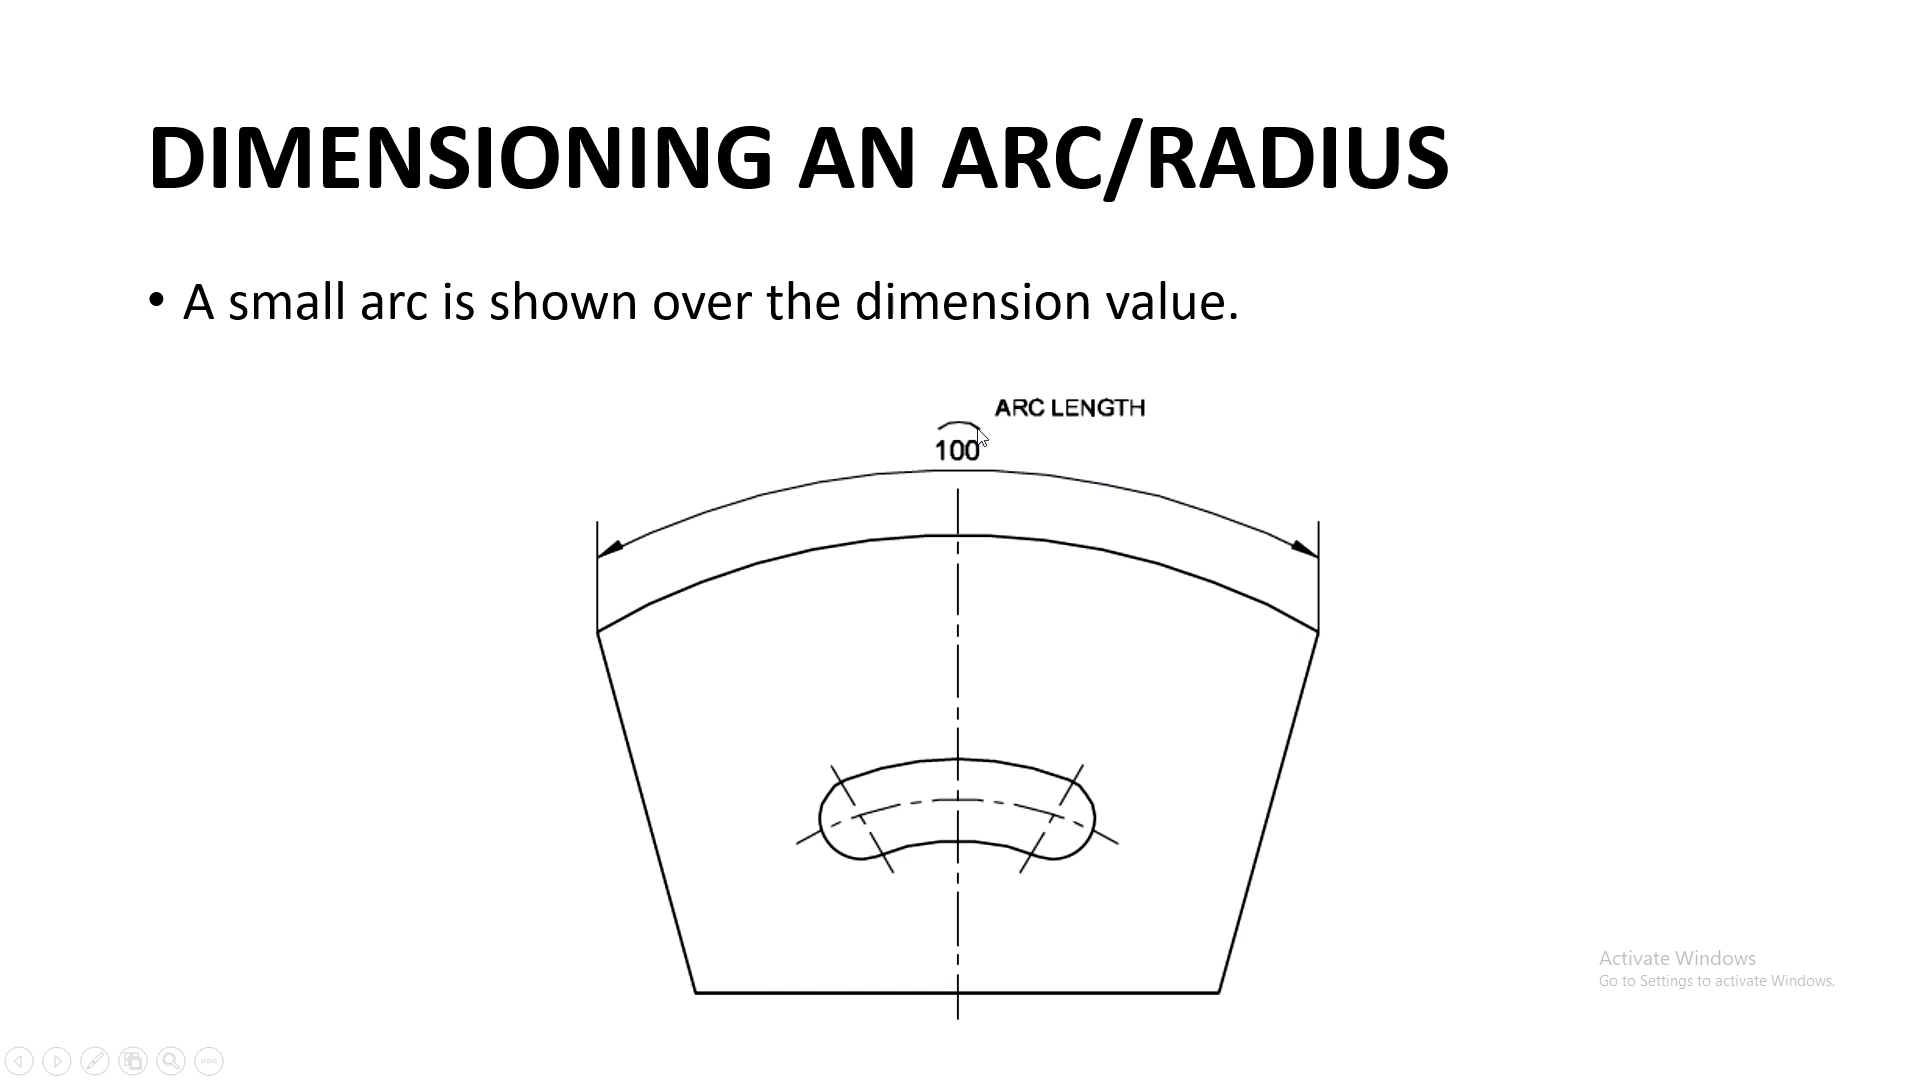 DIMENSIONING AN ARC/RADIUS
• A small arc is shown over the dimension value.
ARC LENGTH
100
Activate Windows
Go to Settings to activate Windows.